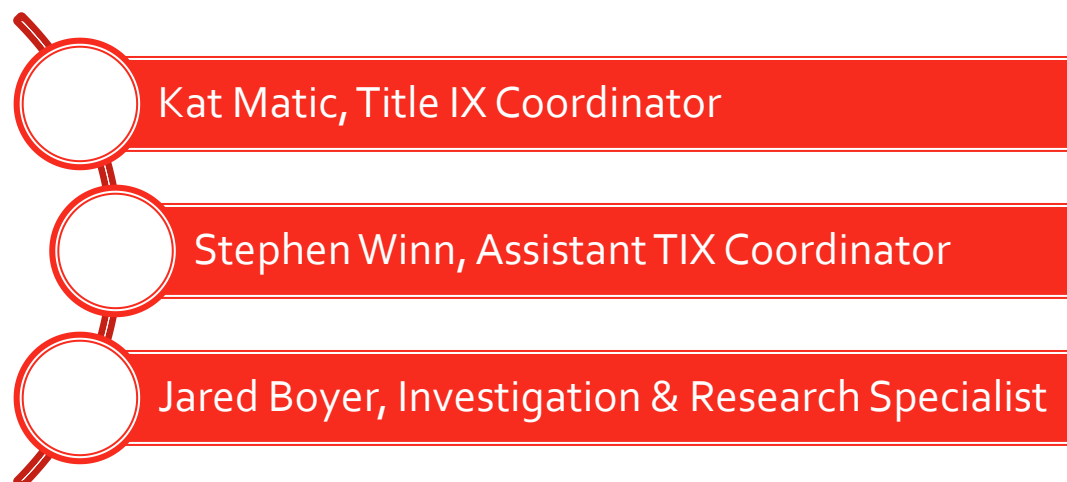 Kat Matic, Title IX Coordinator
Stephen Winn, Assistant TIX Coordinator
Jared Boyer, Investigation & Research Specialist